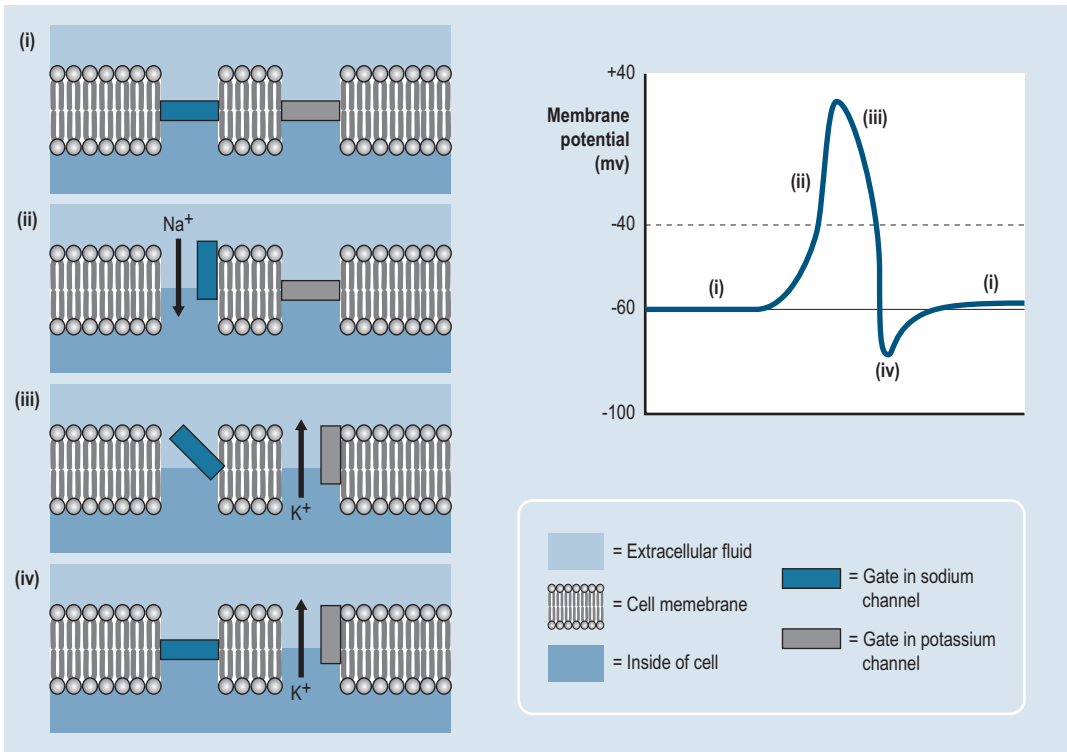 (i)
(ii)
Na+
(iii)
K+
(iv)
K+
+40
Membrane
potential
(mv)
(iii)
(ii)
-40
(i)
(i)
-60
(iv)
-100
= Extracellular fluid
= Cell memebrane
= Inside of cell
= Gate in sodium
channel
= Gate in potassium
channel